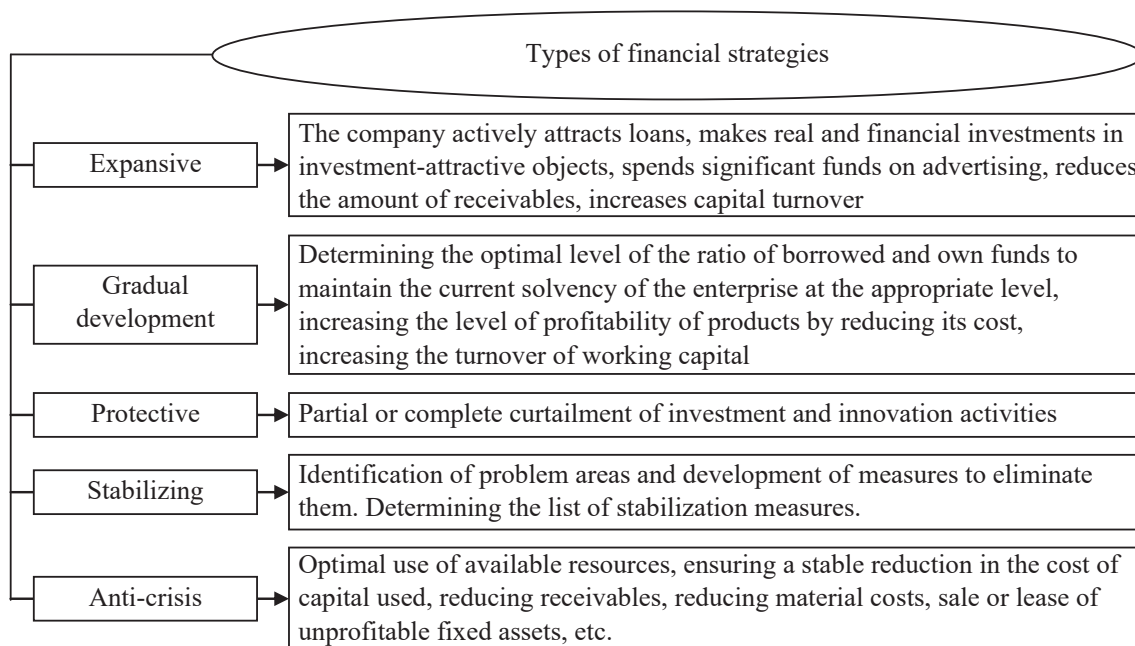 Types of financial strategies
Expansive
The company actively attracts loans, makes real and financial investments in
investment-attractive objects, spends significant funds on advertising, reduces
the amount of receivables, increases capital turnover
Gradual
development
Determining the optimal level of the ratio of borrowed and own funds to
maintain the current solvency of the enterprise at the appropriate level,
increasing the level of profitability of products by reducing its cost,
increasing the turnover of working capital
Protective
Partial or complete curtailment of investment and innovation activities
Stabilizing
Identification of problem areas and development of measures to eliminate
them. Determining the list of stabilization measures.
Anti-crisis
Optimal use of available resources, ensuring a stable reduction in the cost of
capital used, reducing receivables, reducing material costs, sale or lease of
unprofitable fixed assets, etc.